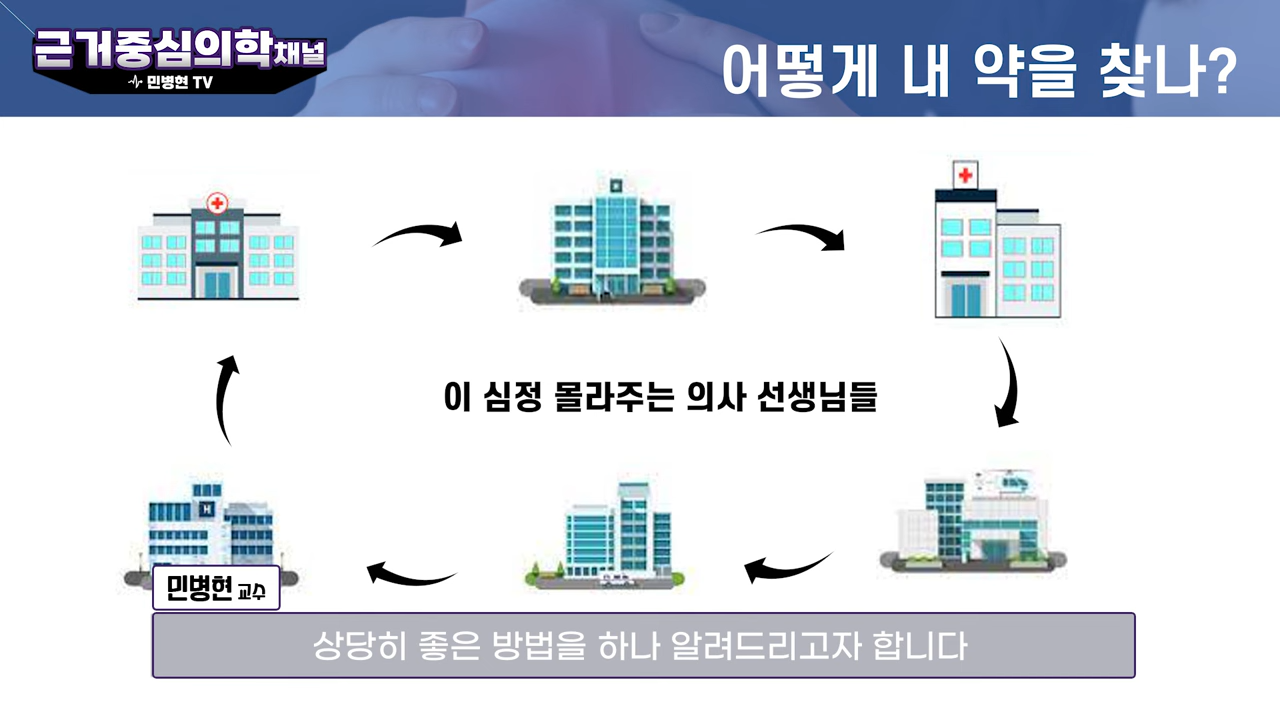 근거중심의학채널
민병현 TV
어떻게 내 약을 찾나?
이 심정 몰라주는 의사 선생님들
H
민병현 교수
상당히 좋은 방법을 하나 알려드리고자 합니다